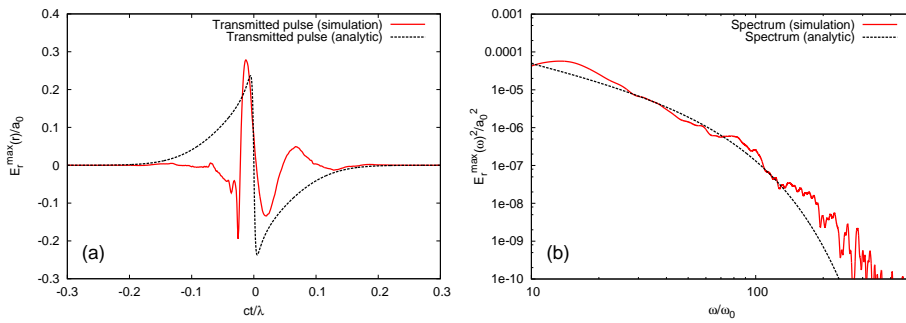 Transmitted pulse (simulation)
Transmitted pulse (analytic)
0.4
0.3
0.2
0.1
0
-0.1
-0.2
-0.3
E_r^max(r)/a_0
(a)
-0.3
-0.2
-0.1
0
0.1
0.2
0.3
ct/λ
Spectrum (simulation)
Spectrum (analytic)
0.001
0.0001
1e-05
1e-06
1e-07
1e-08
1e-09
1e-10
E_r^max(ω)^2/a_0^2
(b)
10
100
ω/ω_0